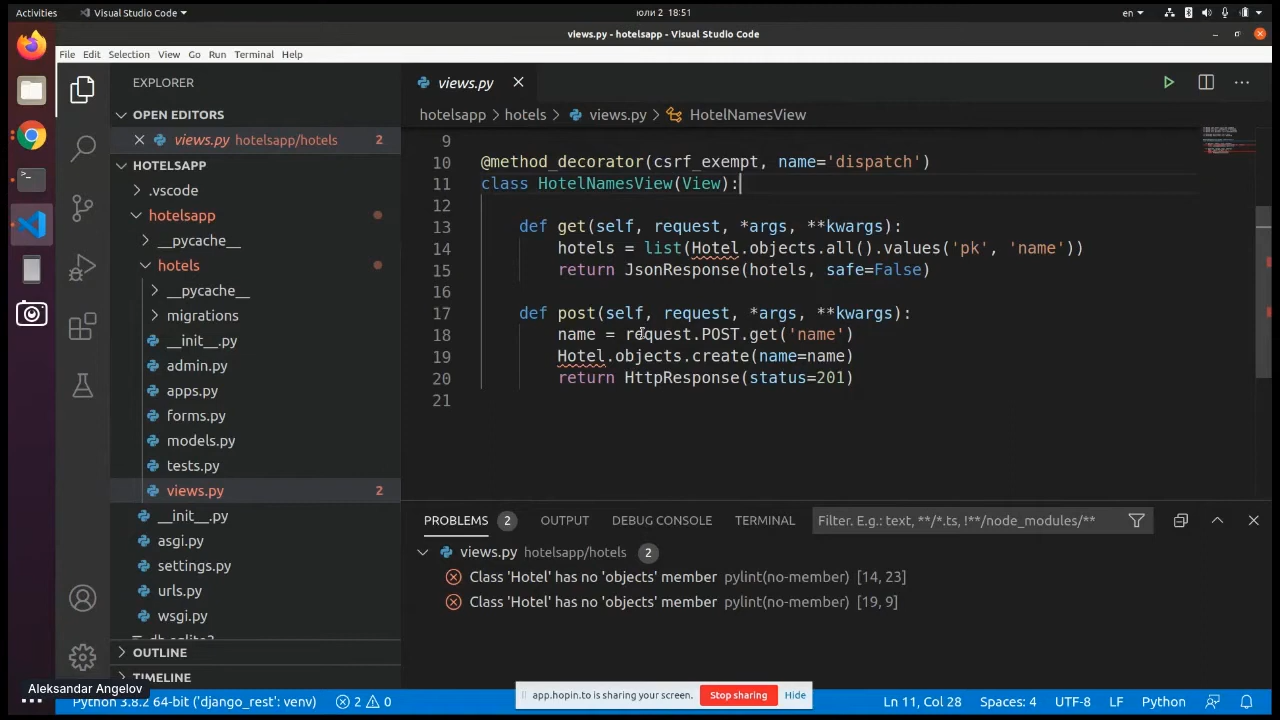 Activities
Visual Studio Code
юли 2 18:51
en
views.py - hotelsapp - Visual Studio Code
File Edit Selection View Go Run Terminal Help
EXPLORER
OPEN EDITORS
views.py hotelsapp/hotels 2
HOTELSAPP
.vscode
hotelsapp
__pycache__
hotels
__pycache__
migrations
__init__.py
admin.py
apps.py
forms.py
models.py
tests.py
views.py 2
__init__.py
asgi.py
settings.py
urls.py
wsgi.py
db.sqlite3
OUTLINE
TIMELINE
views.py
hotelsapp > hotels > views.py > HotelNamesView
9
10 @method_decorator(csrf_exempt, name='dispatch')
11 class HotelNamesView(View):
12
13 def get(self, request, *args, **kwargs):
14 hotels = list(Hotel.objects.all().values('pk', 'name'))
15 return JsonResponse(hotels, safe=False)
16
17 def post(self, request, *args, **kwargs):
18 name = request.POST.get('name')
19 Hotel.objects.create(name=name)
20 return HttpResponse(status=201)
21
PROBLEMS 2 OUTPUT DEBUG CONSOLE TERMINAL Filter. E.g.: text, **/*.ts, !**/node_modules/**
views.py hotelsapp/hotels 2
Class 'Hotel' has no 'objects' member pylint(no-member) [14, 23]
Class 'Hotel' has no 'objects' member pylint(no-member) [19, 9]
Aleksandar Angelov
app.hopin.to is sharing your screen. Stop sharing Hide
Python 3.8.2 64-bit ('django_rest': venv) 2 0 Ln 11, Col 28 Spaces: 4 UTF-8 LF Python